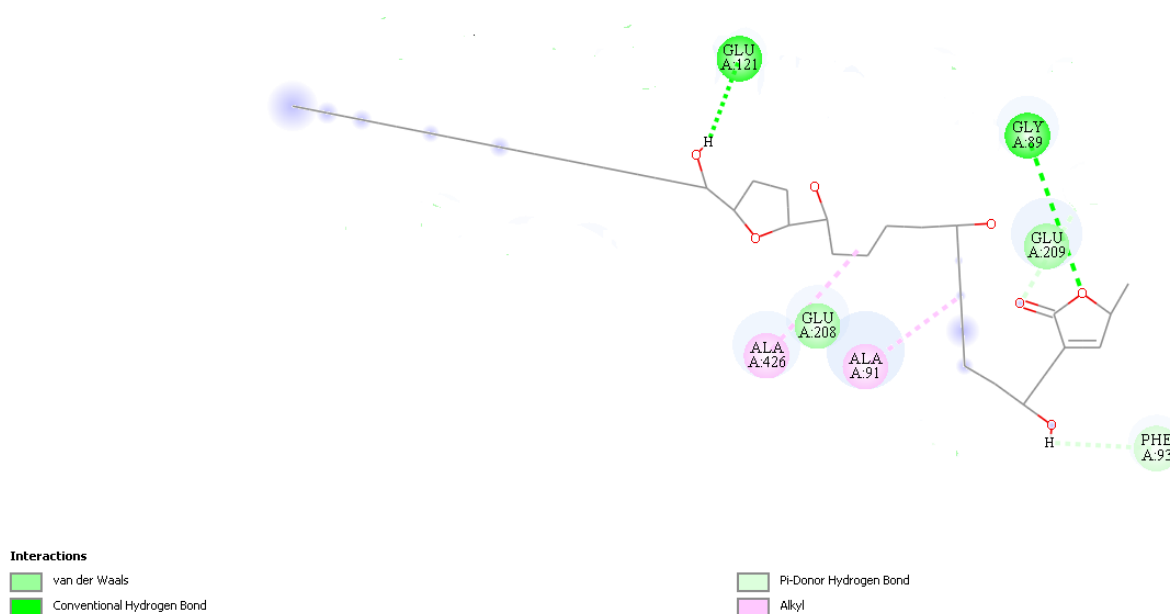 GLU
A:121
H
O
GLY
A:89
O
O
O
GLU
A:209
O
O
O
GLU
208
ALA
A:426
ALA
A:91
O
H
PHE
A:93
Interactions
van der Waals
Conventional Hydrogen Bond
Pi-Donor Hydrogen Bond
Alkyl